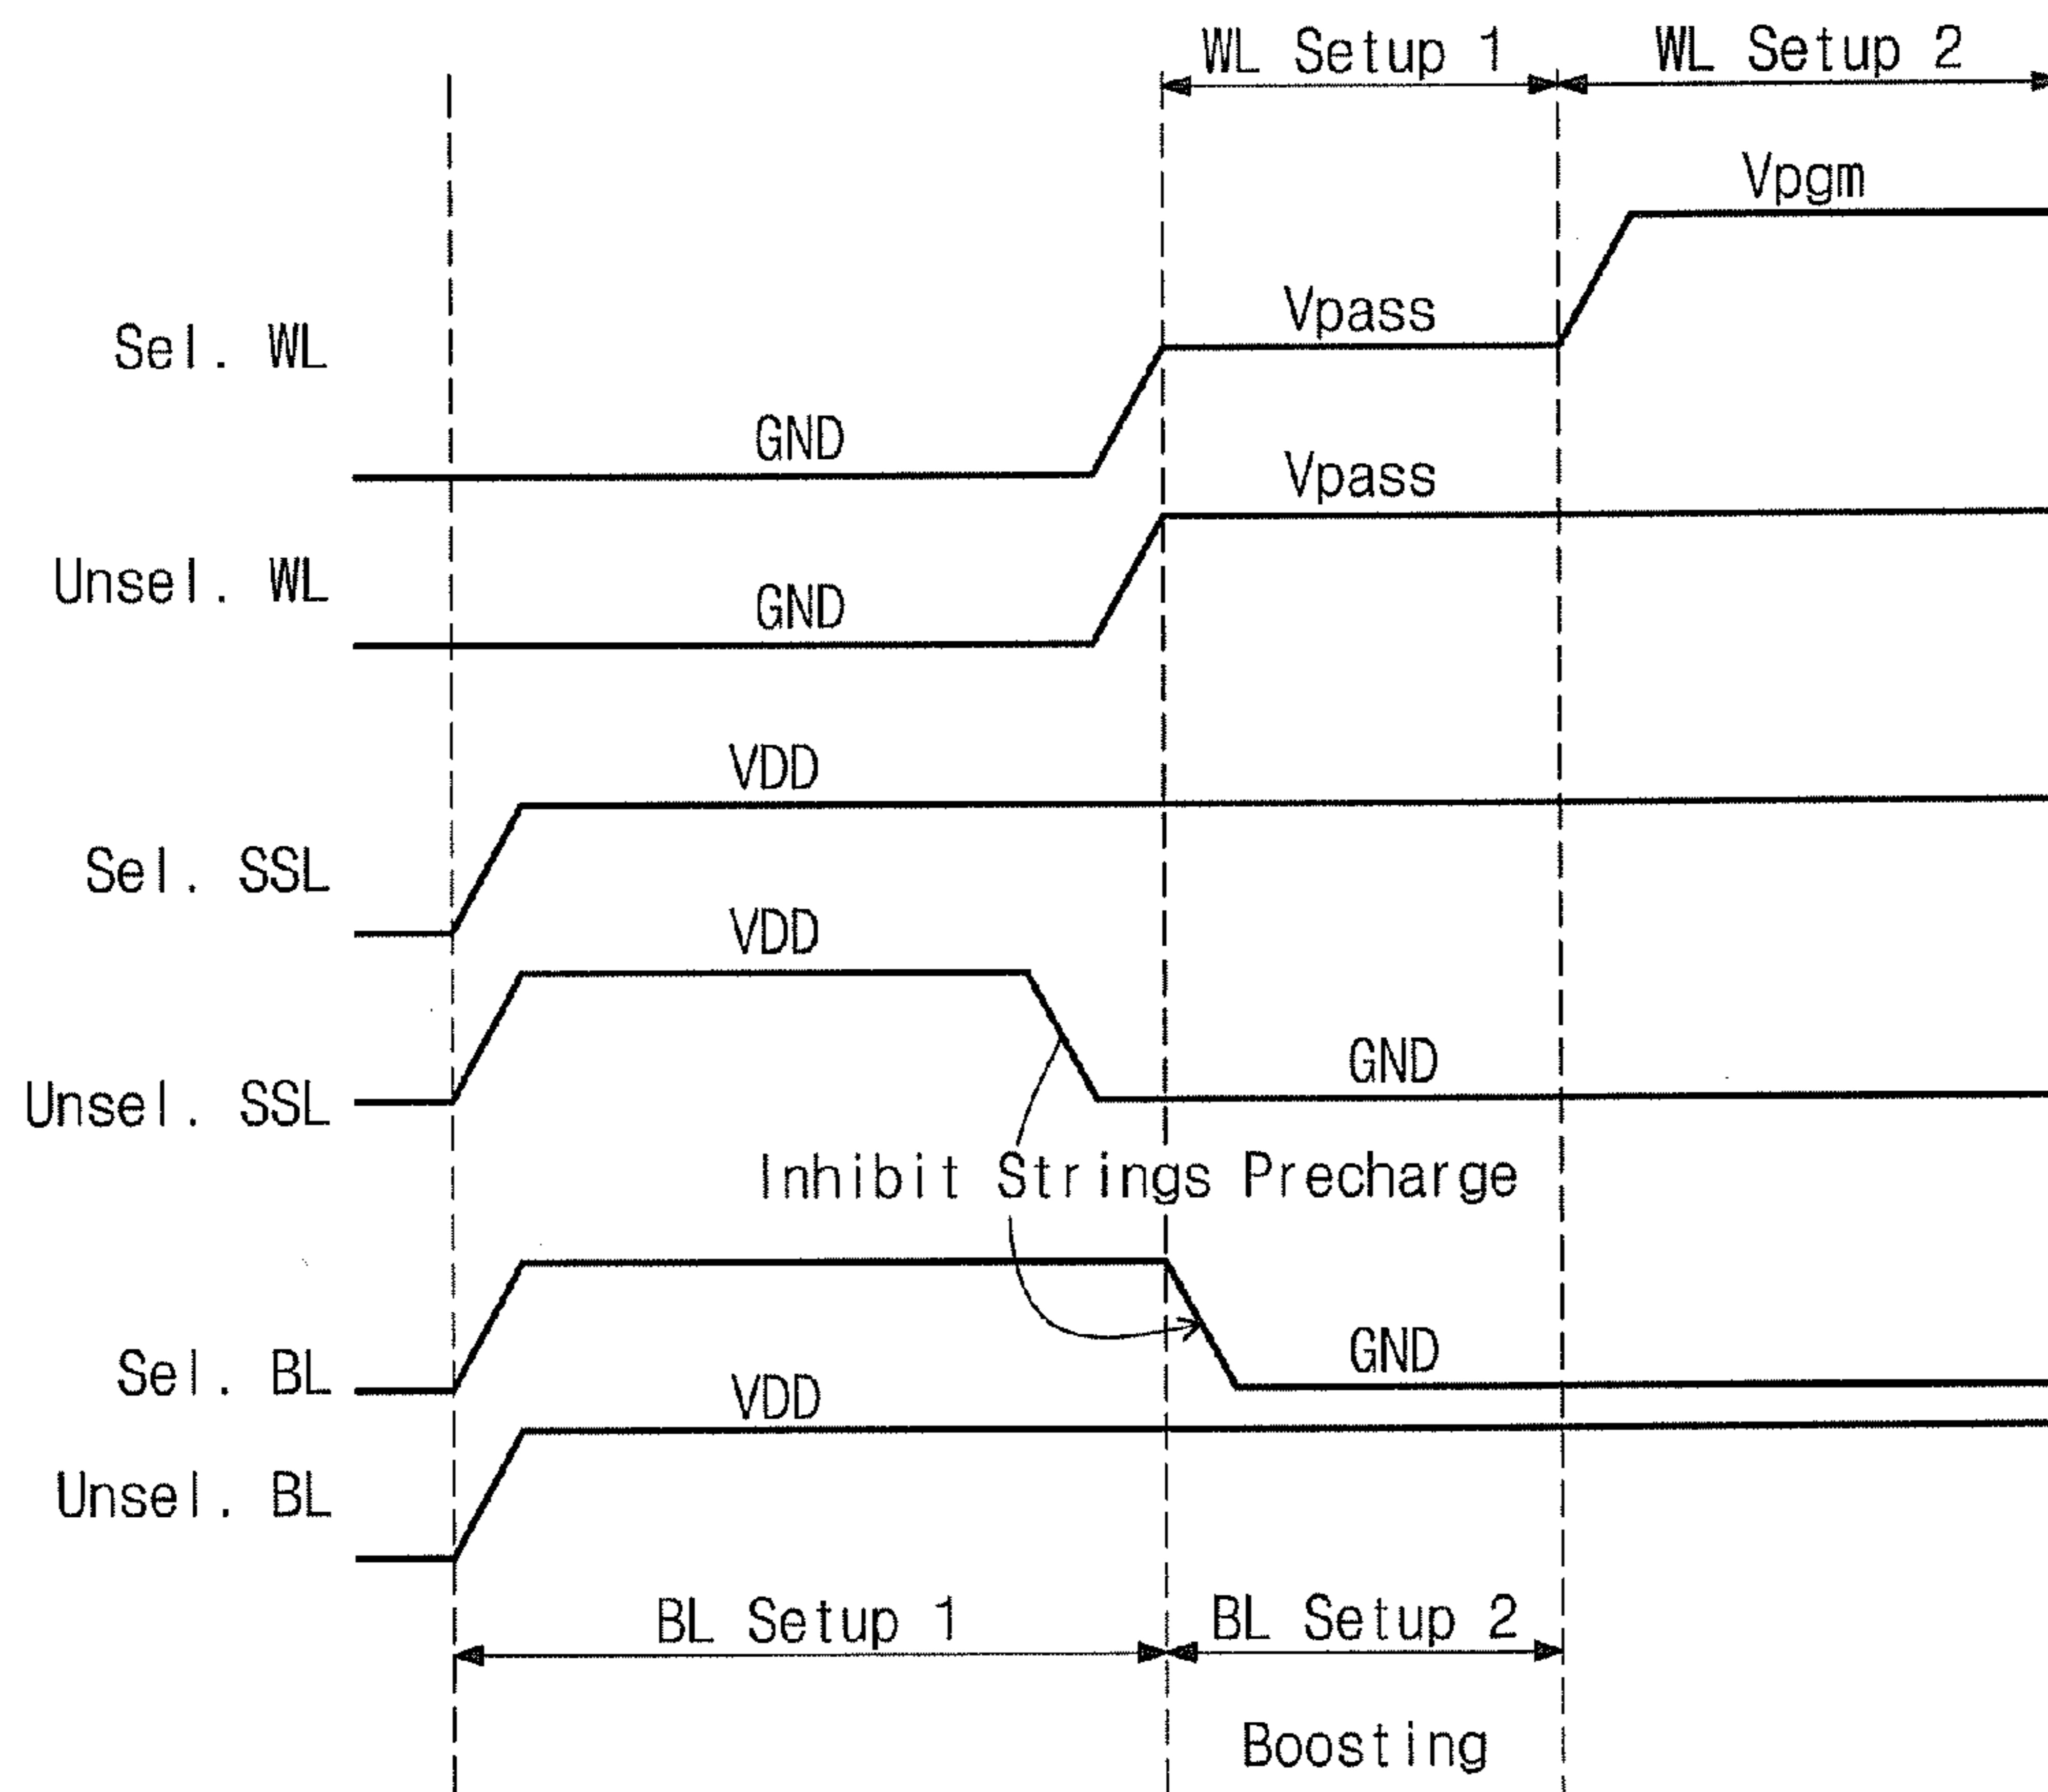 WL Setup 1
WL Setup 2
Vpgm
Vpass
Sel. WL
GND
Vpass
Unsel. WL
GND
VDD
Sel. SSL
VDD
GND
Unsel. SSL
Inhibit Strings Precharge
GND
Sel. BL
VDD
Unsel. BL
BL Setup 1
BL Setup 2
Boosting